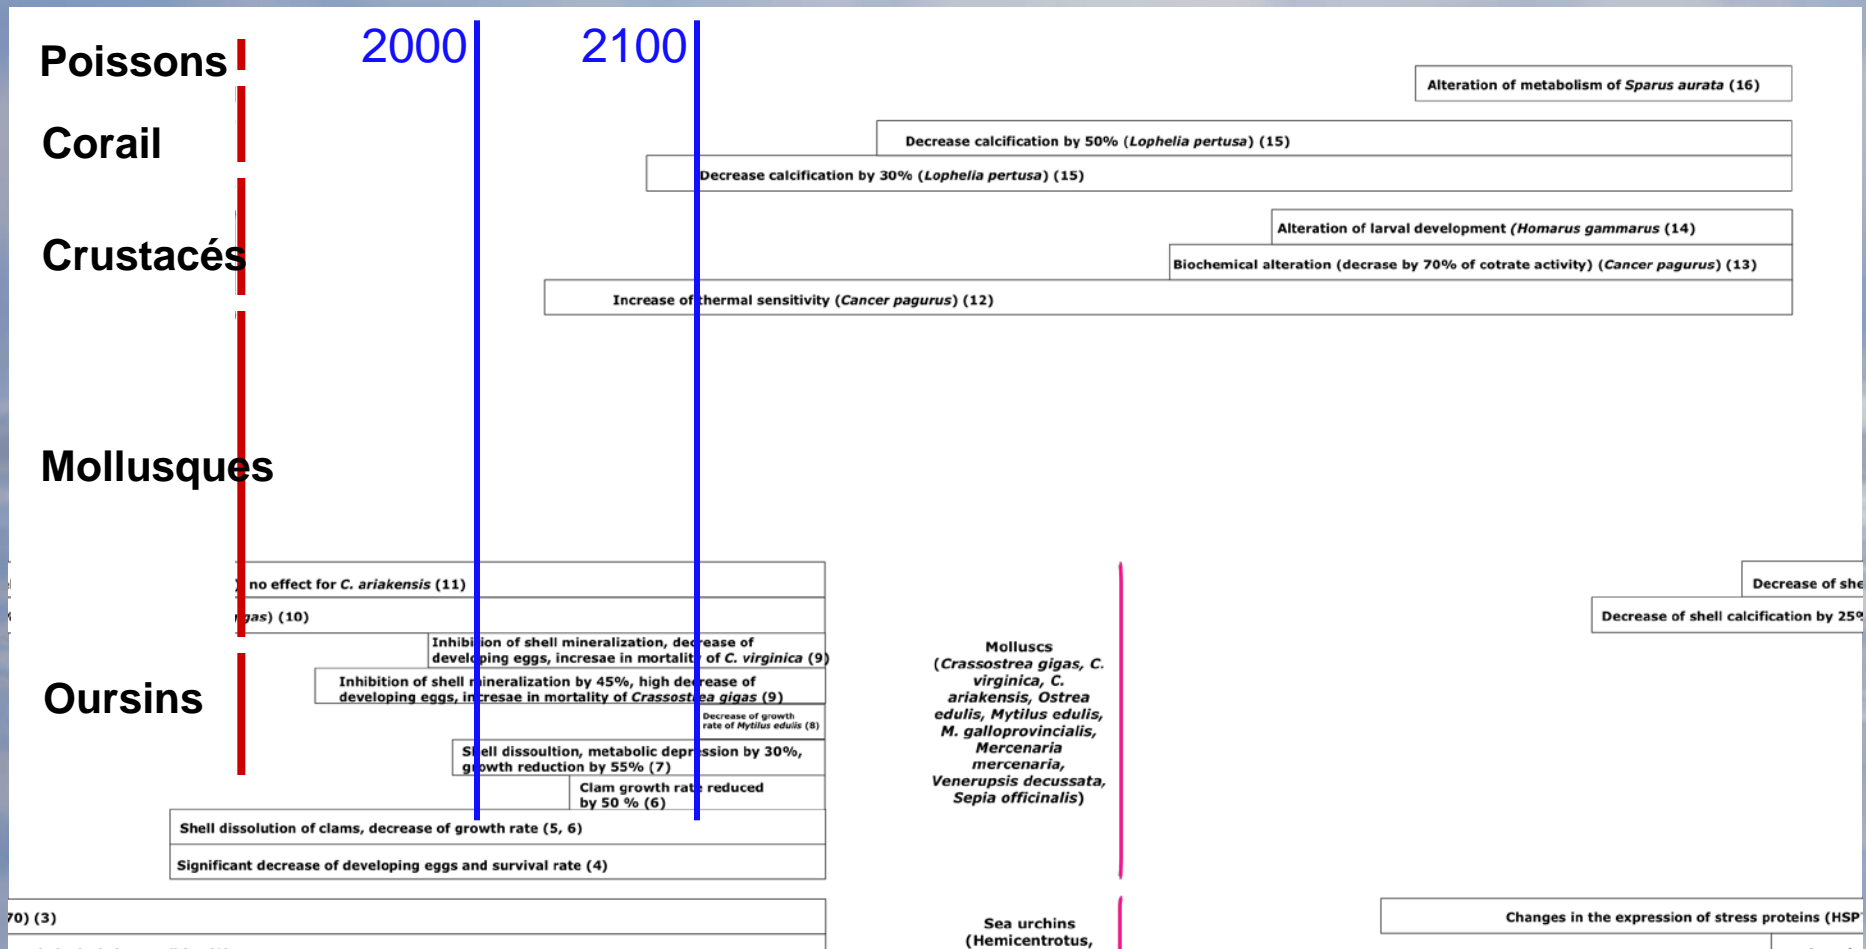 Poissons
2000
2100
Alteration of metabolism of Sparus aurata (16)
Corail
Decrease calcification by 50% (Lophelia pertusa) (15)
Decrease calcification by 30% (Lophelia pertusa) (15)
Crustacés
Alteration of larval development (Homarus gammarus (14)
Biochemical alteration (decrase by 70% of cotrate activity) (Cancer pagurus) (13)
Increase of thermal sensitivity (Cancer pagurus) (12)
Mollusques
) no effect for C. ariakensis (11)
gas) (10)
Inhibition of shell mineralization, decrease of
developing eggs, incresae in mortality of C. virginica (9)
Inhibition of shell mineralization by 45%, high decrease of
developing eggs, incresae in mortality of Crassostrea gigas (9)
Decrease of growth
rate of Mytilus edulis (8)
Oursins
Shell dissoultion, metabolic depression by 30%,
growth reduction by 55% (7)
Clam growth rate reduced
by 50 % (6)
Shell dissolution of clams, decrease of growth rate (5, 6)
Significant decrease of developing eggs and survival rate (4)
70) (3)
Molluscs
(Crassostrea gigas, C.
virginica, C.
ariakensis, Ostrea
edulis, Mytilus edulis,
M. galloprovincialis,
Mercenaria
mercenaria,
Venerupsis decussata,
Sepia officinalis)
Sea urchins
(Hemicentrotus,
Decrease of she
Decrease of shell calcification by 25%
Changes in the expression of stress proteins (HSP